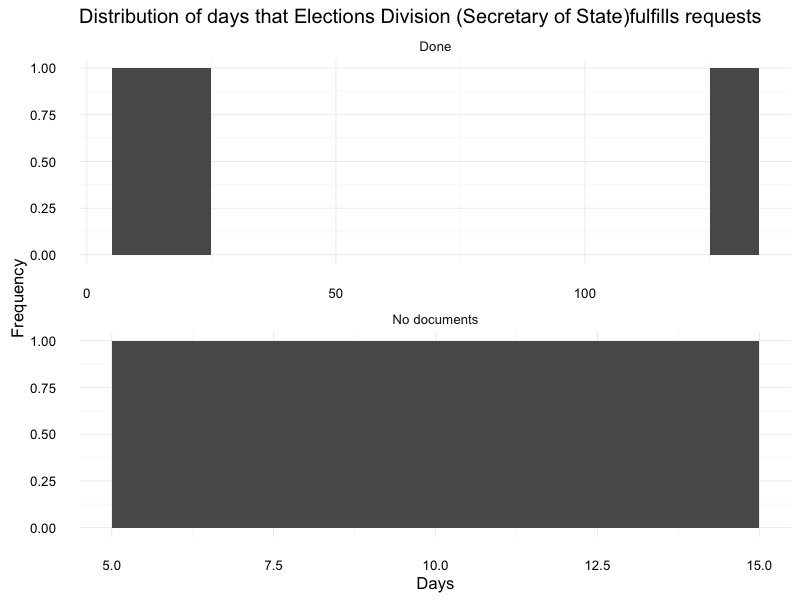 Distribution of days that Elections Division (Secretary of State)fulfills requests
Done
1.00
0.75
0.50
0.25
0.00
0 50 100
Frequency
No documents
1.00
0.75
0.50
0.25
0.00
5.0 7.5 10.0 12.5 15.0
Days